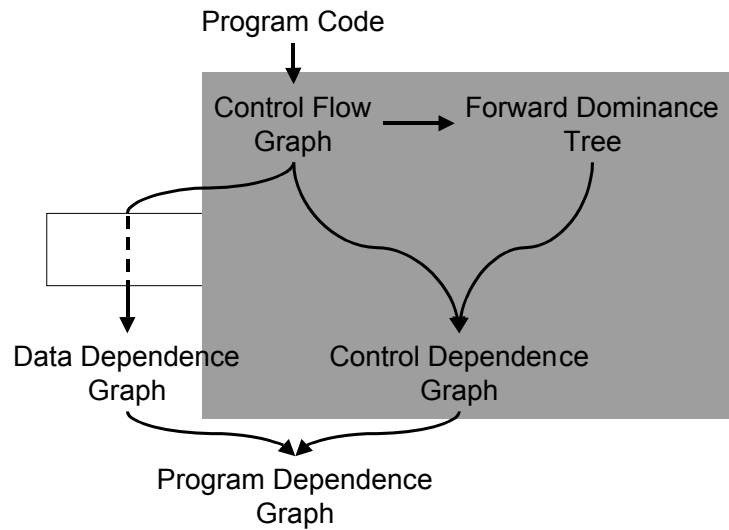 Program Code
Control Flow
Graph
Forward Dominance
Tree
Data Dependence
Graph
Control Dependence
Graph
Program Dependence
Graph